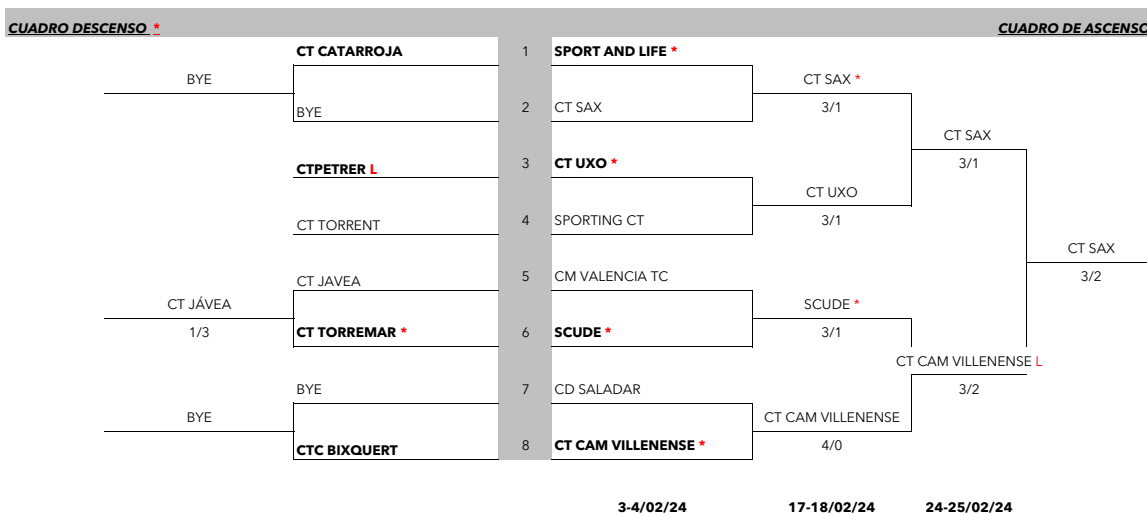 CUADRO DESCENSO *
CUADRO DE ASCENSO
CT CATARROJA
1
SPORT AND LIFE *
BYE
CT SAX *
BYE
2
CT SAX
3/1
CT SAX
CTPETRER L
3
CT UXO *
3/1
CT UXO
CT TORRENT
4
SPORTING CT
3/1
CT SAX
CT JAVEA
5
CM VALENCIA TC
3/2
CT JÁVEA
SCUDE *
1/3
CT TORREMAR *
6
SCUDE *
3/1
CT CAM VILLENENSE L
BYE
7
CD SALADAR
3/2
BYE
CT CAM VILLENENSE
CTC BIXQUERT
8
CT CAM VILLENENSE *
4/0
3-4/02/24
17-18/02/24
24-25/02/24